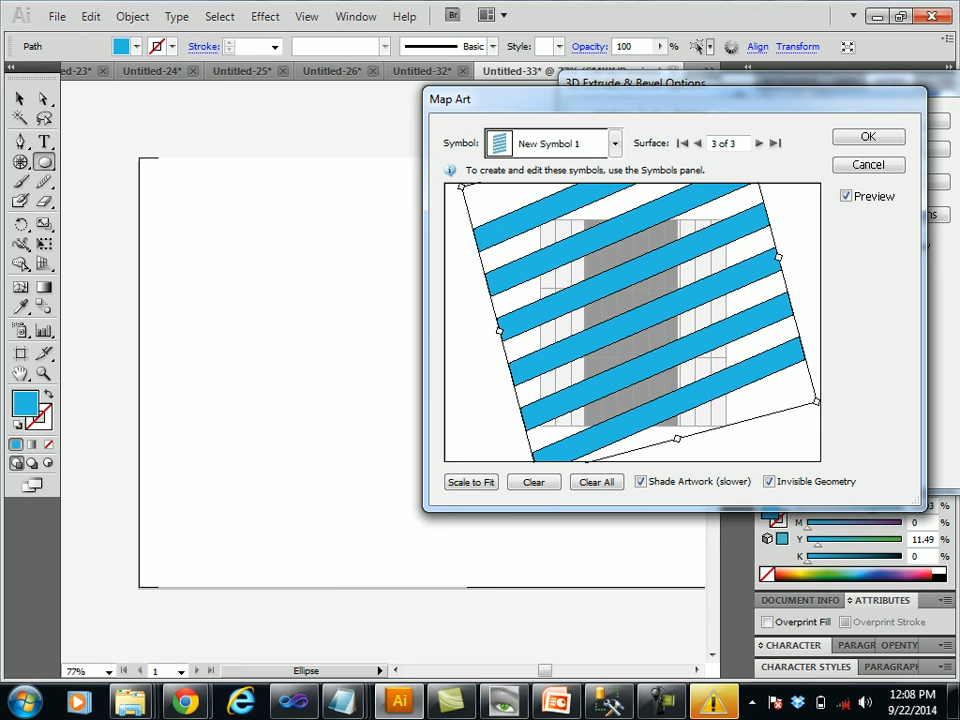 Ai File Edit Object Type Select Effect View Window Help Br
Path Stroke: Basic Style: Opacity: 100 % Align Transform
ed-23* Untitled-24* Untitled-25* Untitled-26* Untitled-32* Untitled-33* @
3D Extrude & Bevel Options
Map Art
Symbol: New Symbol 1 Surface: 3 of 3 OK
To create and edit these symbols, use the Symbols panel. Cancel
Preview
Scale to Fit Clear Clear All Shade Artwork (slower) Invisible Geometry
%
M 0 %
Y 11.49 %
K 0 %
DOCUMENT INFO ATTRIBUTES
Overprint Fill Overprint Stroke
CHARACTER PARAGR OPENTY
CHARACTER STYLES PARAGRAP
77% 1 Ellipse
Ai 12:08 PM
9/22/2014